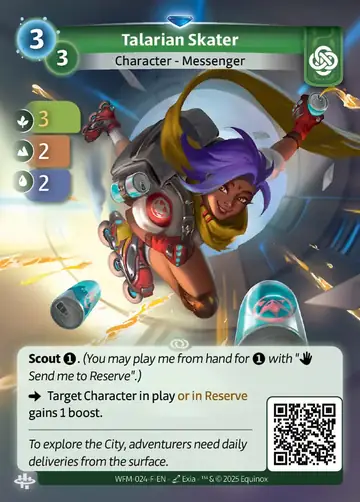 3
3
Talarian Skater
Character - Messenger
3
2
2
Scout ❶. (You may play me from hand for ❶ with "
Send me to Reserve".)
➔ Target Character in play or in Reserve
gains 1 boost.
To explore the City, adventurers need daily
deliveries from the surface.
WFM-024-F-EN - Exia - ™ & © 2025 Equinox